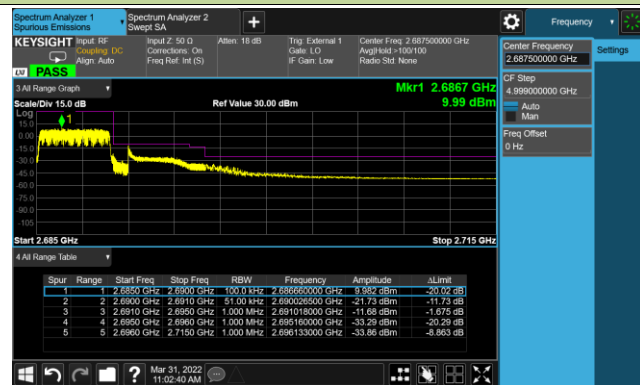 Spectrum Analyzer 1
Spurious Emissions
Spectrum Analyzer 2
Swept SA
+
Frequency
KEYSIGHT
Input: RF
Coupling: DC
Align: Auto
Input Z: 50 Ω
Corrections: On
Freq Ref: Int (S)
Atten: 18 dB
Trig: External 1
Gate: LO
IF Gain: Low
Center Freq: 2.687500000 GHz
Avg|Hold:>100/100
Radio Std: None
LXI PASS
Center Frequency
2.687500000 GHz
Settings
CF Step
4.999000000 GHz
Auto
Man
Freq Offset
0 Hz
3 All Range Graph
Mkr1 2.6867 GHz
Scale/Div 15.0 dB
Ref Value 30.00 dBm
9.99 dBm
Log
15.0
0.00
-15.0
-30.0
-45.0
-60.0
-75.0
-90.0
-105
1
Start 2.685 GHz
Stop 2.715 GHz
4 All Range Table
Spur Range Start Freq Stop Freq RBW Frequency Amplitude ΔLimit
1 1 2.6850 GHz 2.6900 GHz 100.0 kHz 2.686660000 GHz 9.982 dBm -20.02 dB
2 2 2.6900 GHz 2.6910 GHz 51.00 kHz 2.690026500 GHz -21.73 dBm -11.73 dB
3 3 2.6910 GHz 2.6950 GHz 1.000 MHz 2.691018000 GHz -11.68 dBm -1.675 dB
4 4 2.6950 GHz 2.6960 GHz 1.000 MHz 2.695160000 GHz -33.29 dBm -20.29 dB
5 5 2.6960 GHz 2.7150 GHz 1.000 MHz 2.696133000 GHz -33.86 dBm -8.863 dB
?
Mar 31, 2022
11:02:40 AM